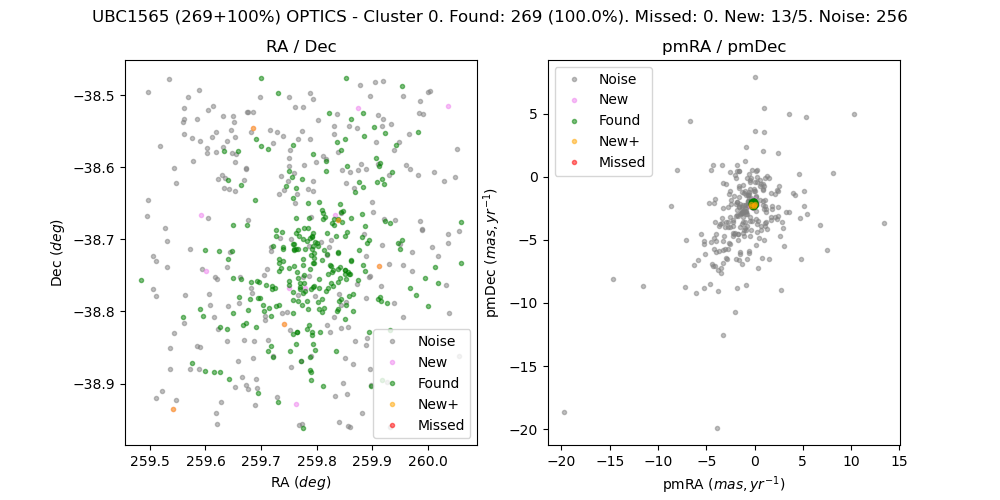 UBC1565 (269+100%) OPTICS - Cluster 0. Found: 269 (100.0%). Missed: 0. New: 13/5. Noise: 256
RA / Dec
pmRA / pmDec
−38.5
−38.6
−38.7
−38.8
−38.9
Dec (deg)
259.5 259.6 259.7 259.8 259.9 260.0
RA (deg)
Noise
New
Found
New+
Missed
5
0
−5
−10
−15
−20
pmDec (mas, yr⁻¹)
−20 −15 −10 −5 0 5 10 15
pmRA (mas, yr⁻¹)
Noise
New
Found
New+
Missed